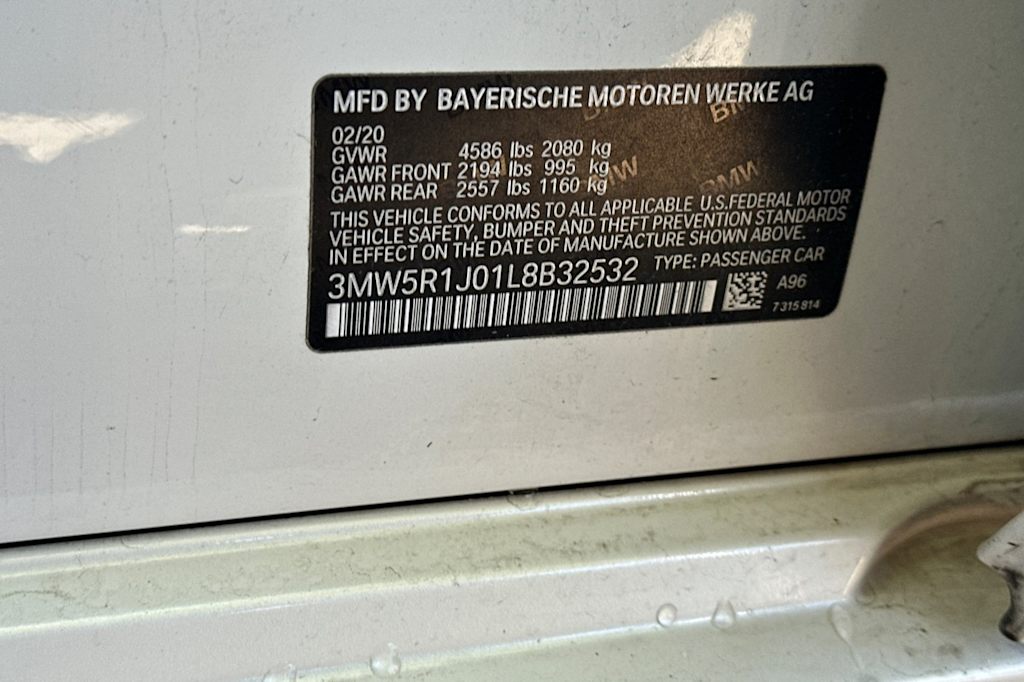 MFD BY BAYERISCHE MOTOREN WERKE AG
02/20
GVWR 4586 lbs 2080 kg
GAWR FRONT 2194 lbs 995 kg
GAWR REAR 2557 lbs 1160 kg
THIS VEHICLE CONFORMS TO ALL APPLICABLE U.S.FEDERAL MOTOR
VEHICLE SAFETY, BUMPER AND THEFT PREVENTION STANDARDS
IN EFFECT ON THE DATE OF MANUFACTURE SHOWN ABOVE.
3MW5R1J01L8B32532 TYPE: PASSENGER CAR
A96
7 315 814
BMW
BMW
BMW